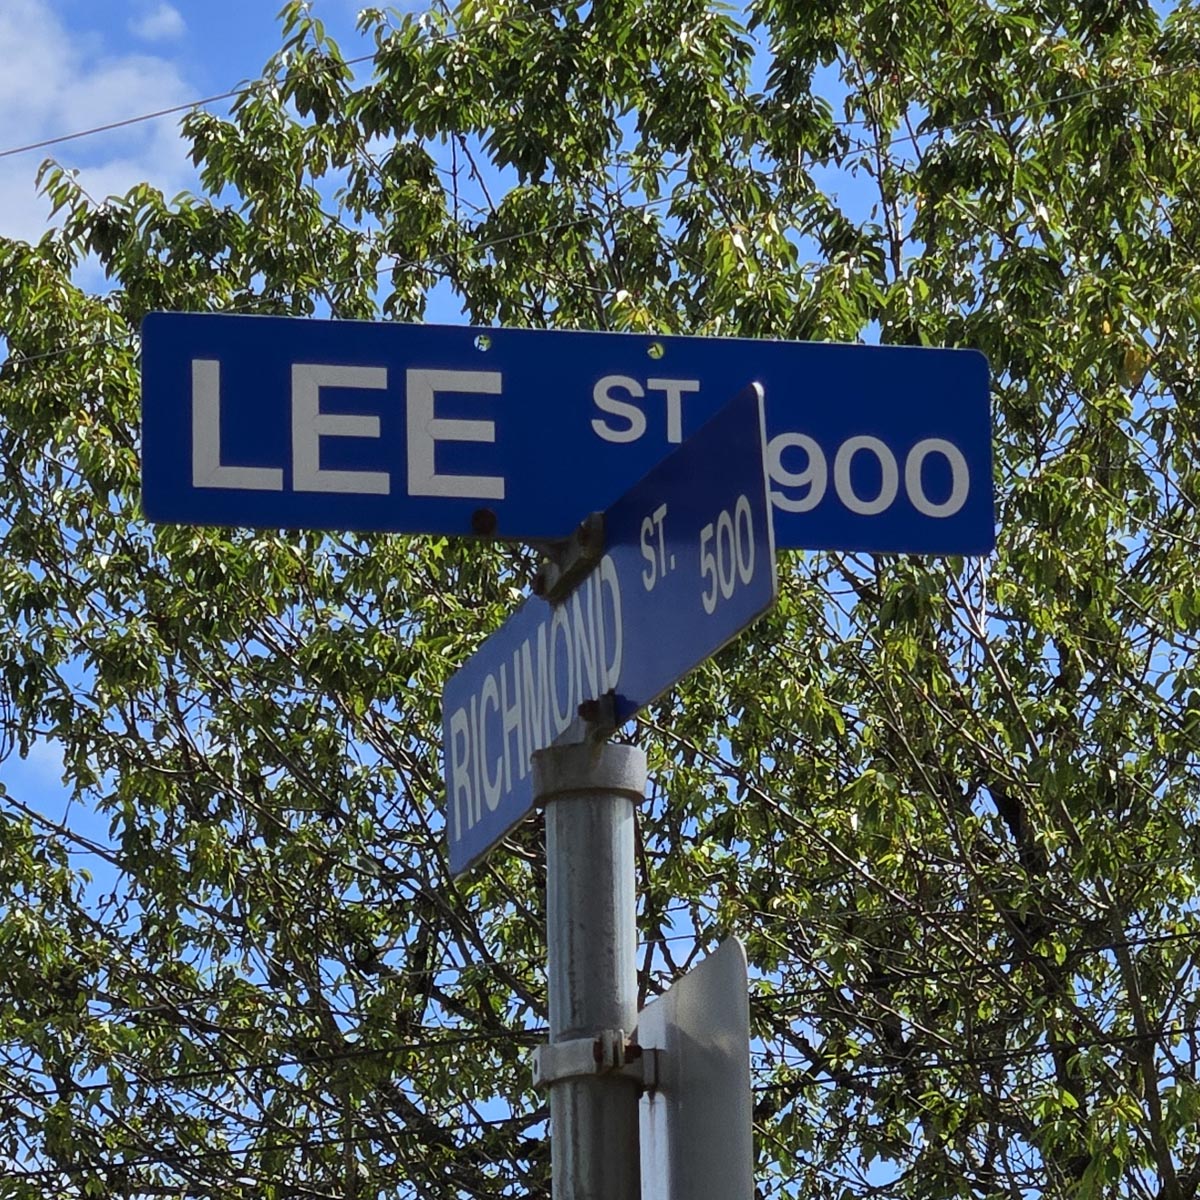 LEE ST 900
RICHMOND ST. 500